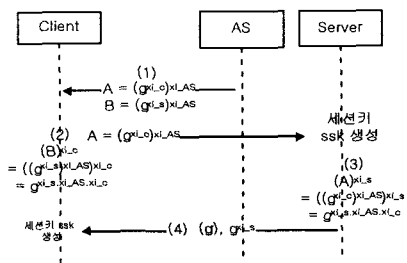 Client
AS
Server
(1)
A = (g^xi_c)^xi_AS
B = (g^xi_s)^xi_AS
(2) A = (g^xi_c)^xi_AS
(B)^xi_c
= ((g^xi_s)^xi_AS)^xi_c
= g^xi_s.xi_AS.xi_c
세션키
ssk 생성
(3)
(A)^xi_s
= ((g^xi_c)^xi_AS)^xi_s
= g^xi_s.xi_AS.xi_c
세션키 ssk
생성
(4) (g), g^xi_s